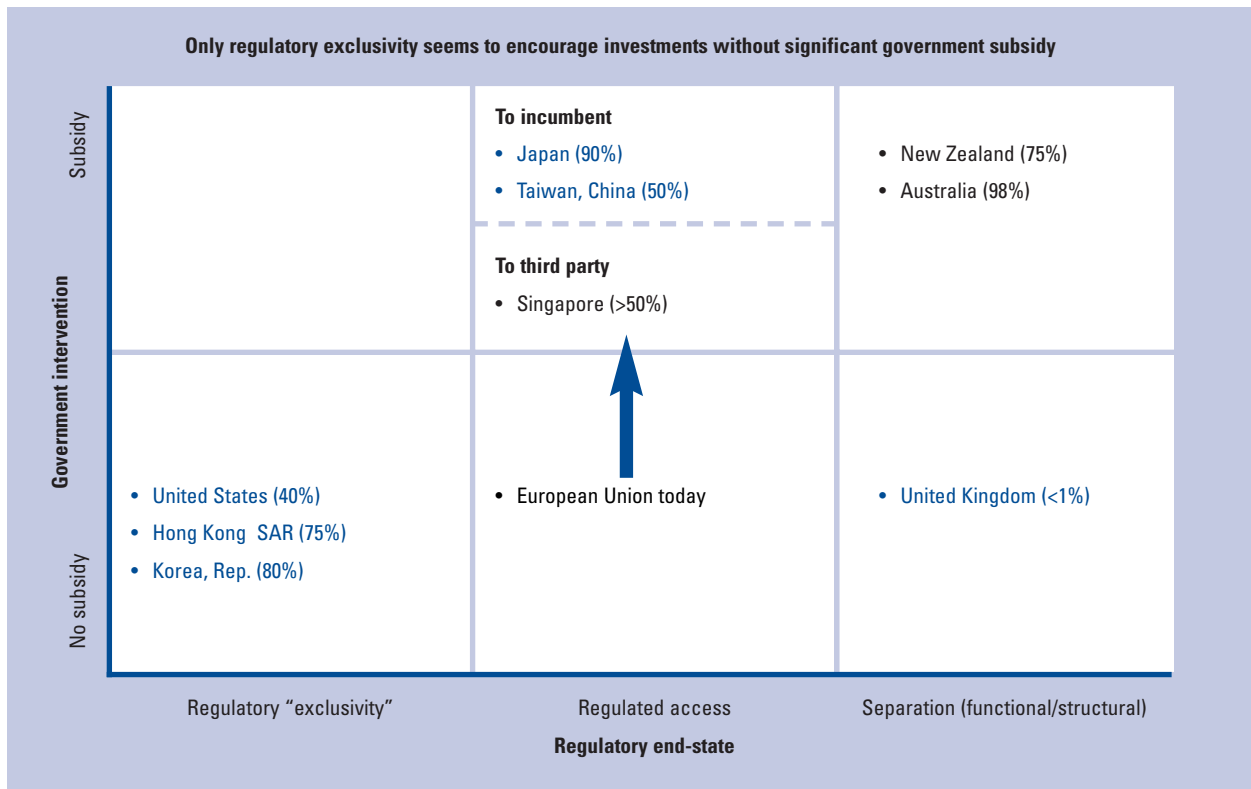 Only regulatory exclusivity seems to encourage investments without significant government subsidy
Government intervention
Subsidy
No subsidy
To incumbent
• Japan (90%)
• Taiwan, China (50%)
To third party
• Singapore (>50%)
• New Zealand (75%)
• Australia (98%)
• United States (40%)
• Hong Kong SAR (75%)
• Korea, Rep. (80%)
• European Union today
• United Kingdom (<1%)
Regulatory “exclusivity”
Regulated access
Separation (functional/structural)
Regulatory end-state